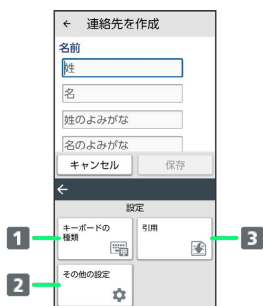 ← 連絡先を作成
名前
姓
名
姓のよみがな
名のよみがな
キャンセル 保存
←
設定
1 キーボードの
種類
引用 3
2 その他の設定